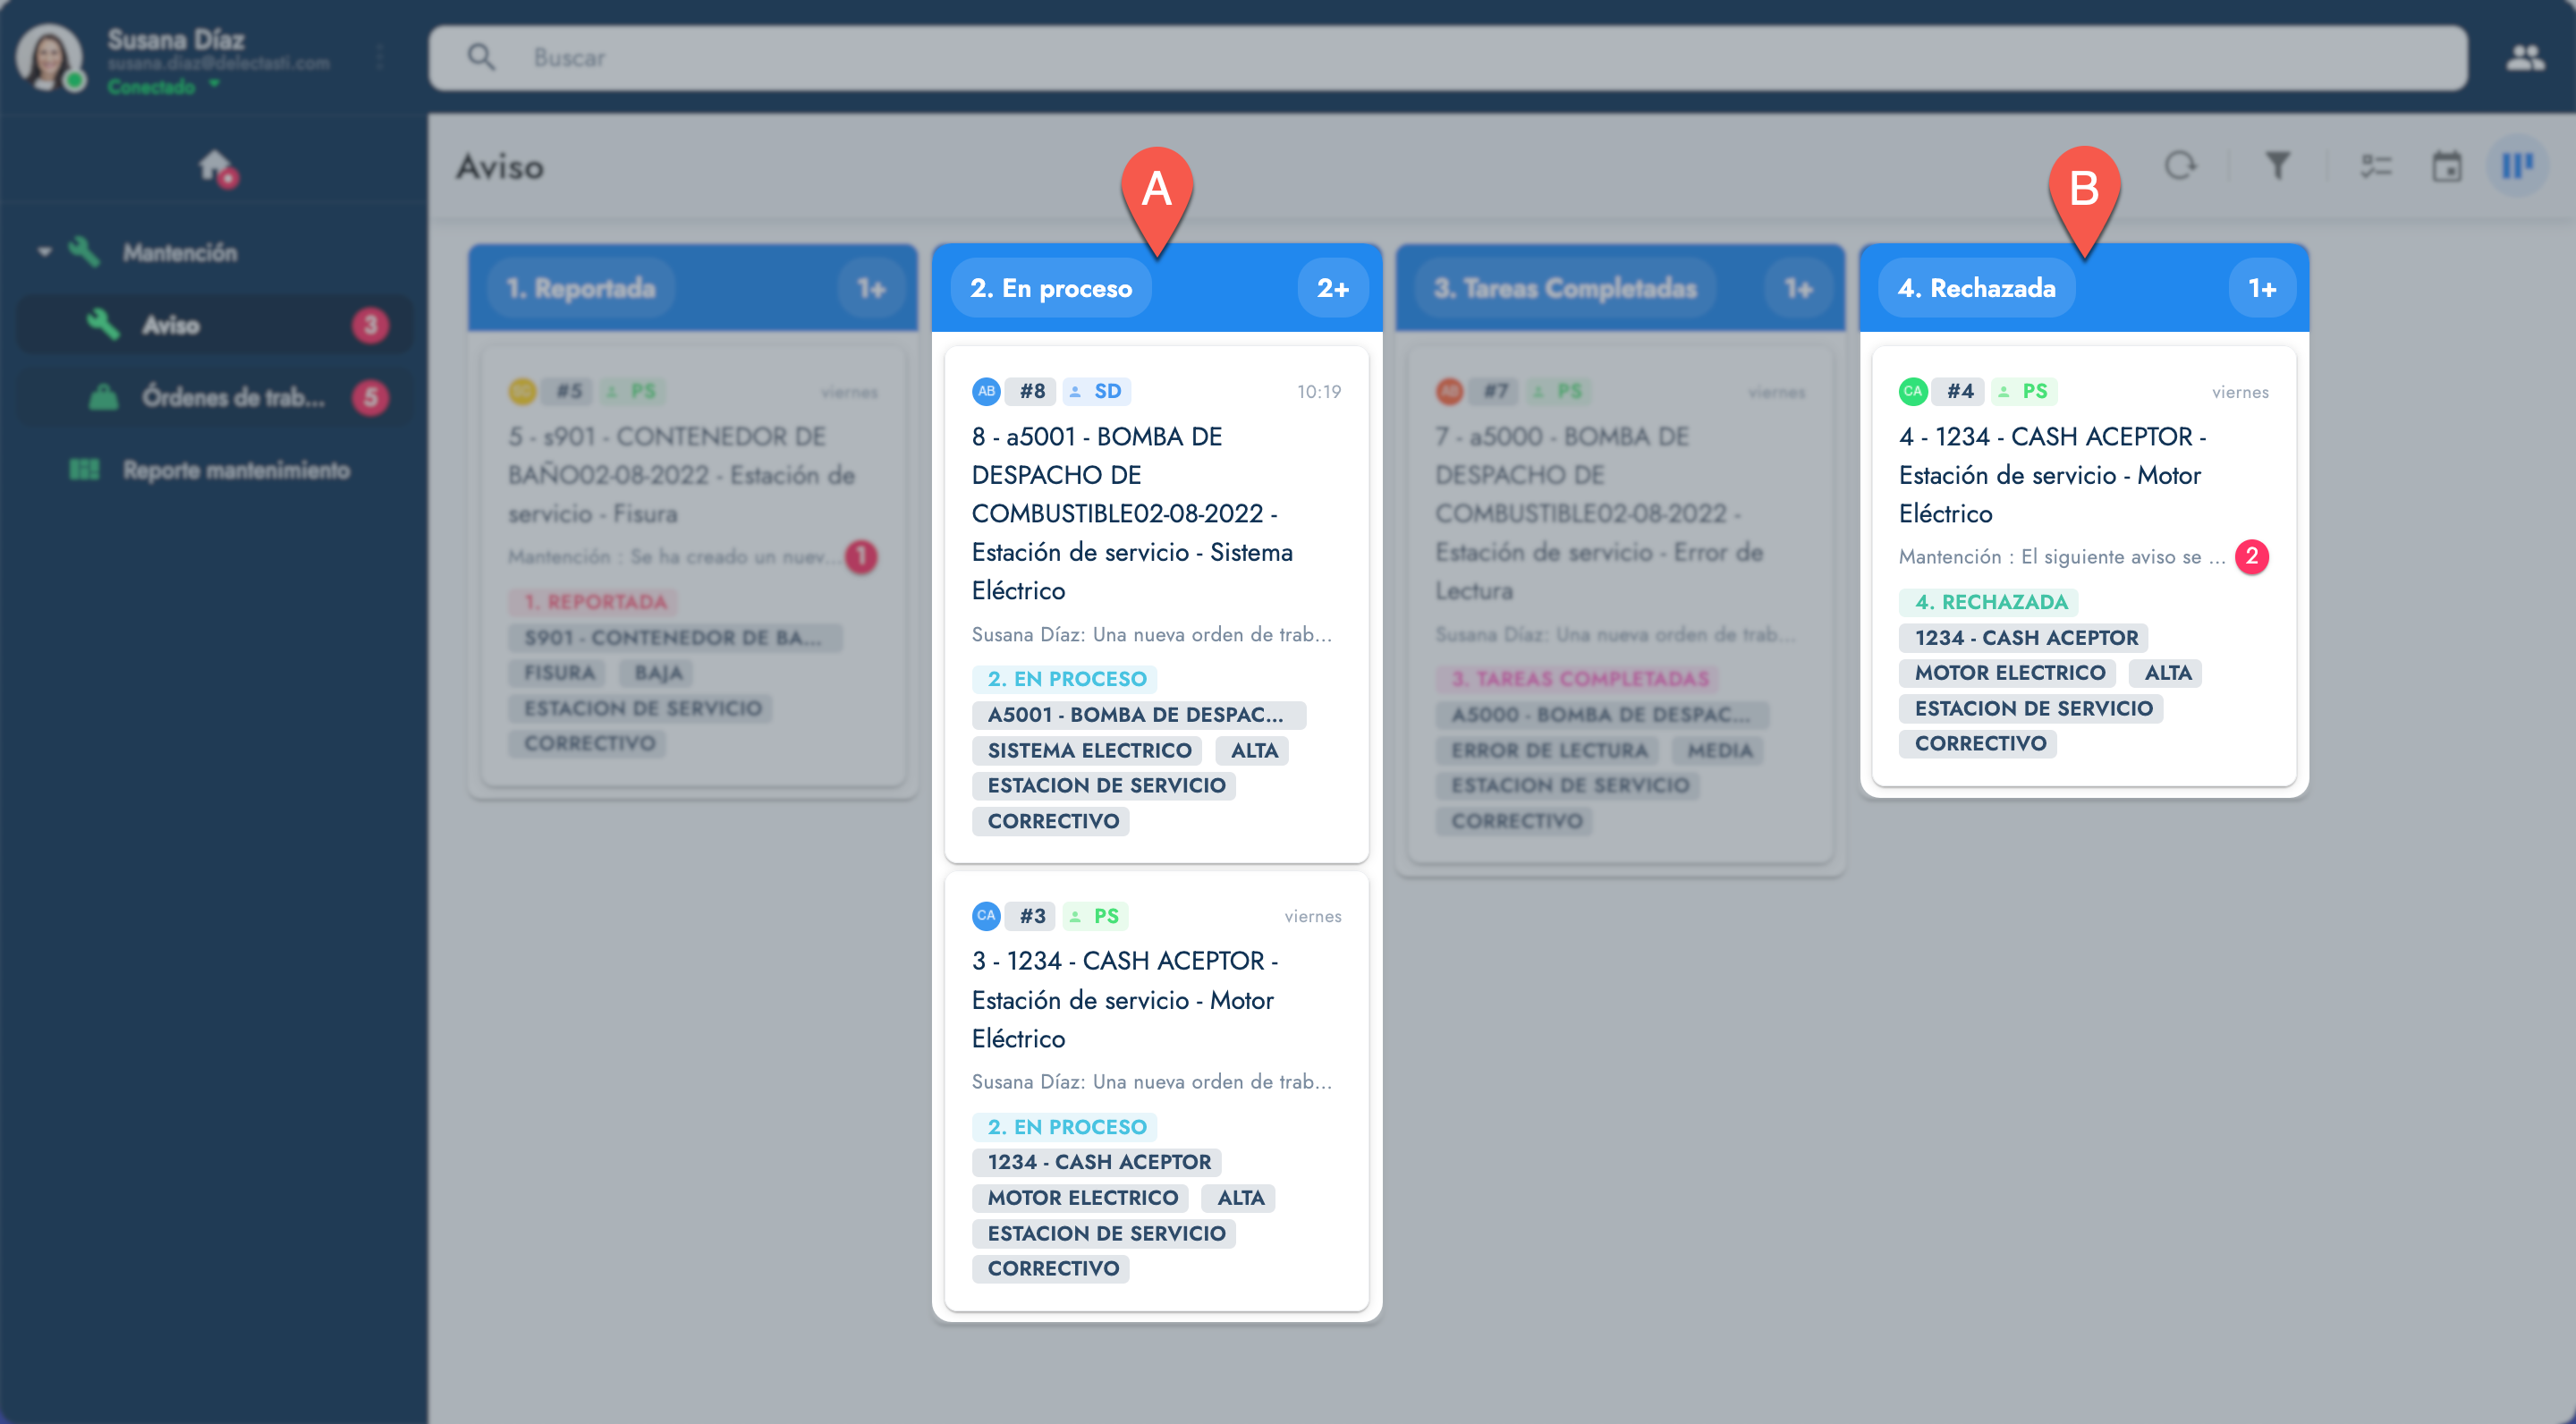 Susana Díaz
susana.diaz@delectasti.com
Conectado
Buscar
Mantención
Aviso
3
Órdenes de trab...
5
Reporte mantenimiento
Aviso
A
B
1. Reportada
1+
#5
PS
viernes
5 - s901 - CONTENEDOR DE
BAÑO02-08-2022 - Estación de
servicio - Fisura
Mantención : Se ha creado un nuev...
1
1. REPORTADA
S901 - CONTENEDOR DE BA...
FISURA
BAJA
ESTACION DE SERVICIO
CORRECTIVO
2. En proceso
2+
AB
#8
SD
10:19
8 - a5001 - BOMBA DE
DESPACHO DE
COMBUSTIBLE02-08-2022 -
Estación de servicio - Sistema
Eléctrico
Susana Díaz: Una nueva orden de trab...
2. EN PROCESO
A5001 - BOMBA DE DESPAC...
SISTEMA ELECTRICO
ALTA
ESTACION DE SERVICIO
CORRECTIVO
CA
#3
PS
viernes
3 - 1234 - CASH ACEPTOR -
Estación de servicio - Motor
Eléctrico
Susana Díaz: Una nueva orden de trab...
2. EN PROCESO
1234 - CASH ACEPTOR
MOTOR ELECTRICO
ALTA
ESTACION DE SERVICIO
CORRECTIVO
3. Tareas Completadas
1+
#7
PS
viernes
7 - a5000 - BOMBA DE
DESPACHO DE
COMBUSTIBLE02-08-2022 -
Estación de servicio - Error de
Lectura
Susana Díaz: Una nueva orden de trab...
3. TAREAS COMPLETADAS
A5000 - BOMBA DE DESPAC...
ERROR DE LECTURA
MEDIA
ESTACION DE SERVICIO
CORRECTIVO
4. Rechazada
1+
CA
#4
PS
viernes
4 - 1234 - CASH ACEPTOR -
Estación de servicio - Motor
Eléctrico
Mantención : El siguiente aviso se ...
2
4. RECHAZADA
1234 - CASH ACEPTOR
MOTOR ELECTRICO
ALTA
ESTACION DE SERVICIO
CORRECTIVO